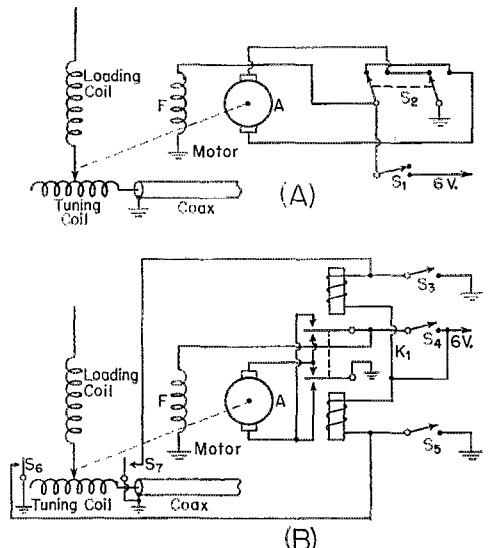 Loading
Coil
F
A
Motor
S2
S1
6V.
Tuning
Coil
Coax
(A)
S3
K1
S4
6V.
Loading
Coil
F
A
S5
Motor
S6
S7
Tuning Coil
Coax
(B)